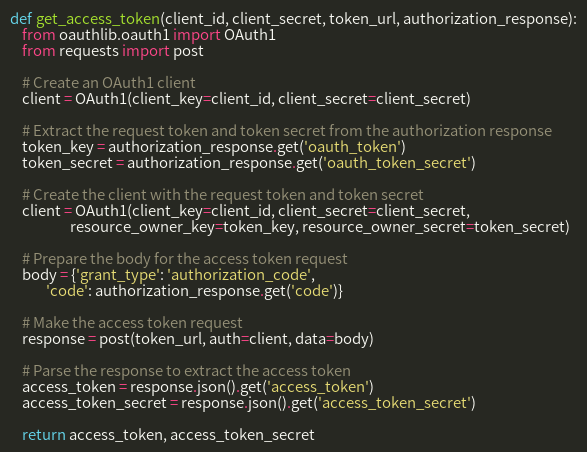 def get_access_token(client_id, client_secret, token_url, authorization_response):
from oauthlib.oauth1 import OAuth1
from requests import post
# Create an OAuth1 client
client = OAuth1(client_key=client_id, client_secret=client_secret)
# Extract the request token and token secret from the authorization response
token_key = authorization_response.get('oauth_token')
token_secret = authorization_response.get('oauth_token_secret')
# Create the client with the request token and token secret
client = OAuth1(client_key=client_id, client_secret=client_secret,
resource_owner_key=token_key, resource_owner_secret=token_secret)
# Prepare the body for the access token request
body = {'grant_type': 'authorization_code',
'code': authorization_response.get('code')}
# Make the access token request
response = post(token_url, auth=client, data=body)
# Parse the response to extract the access token
access_token = response.json().get('access_token')
access_token_secret = response.json().get('access_token_secret')
return access_token, access_token_secret